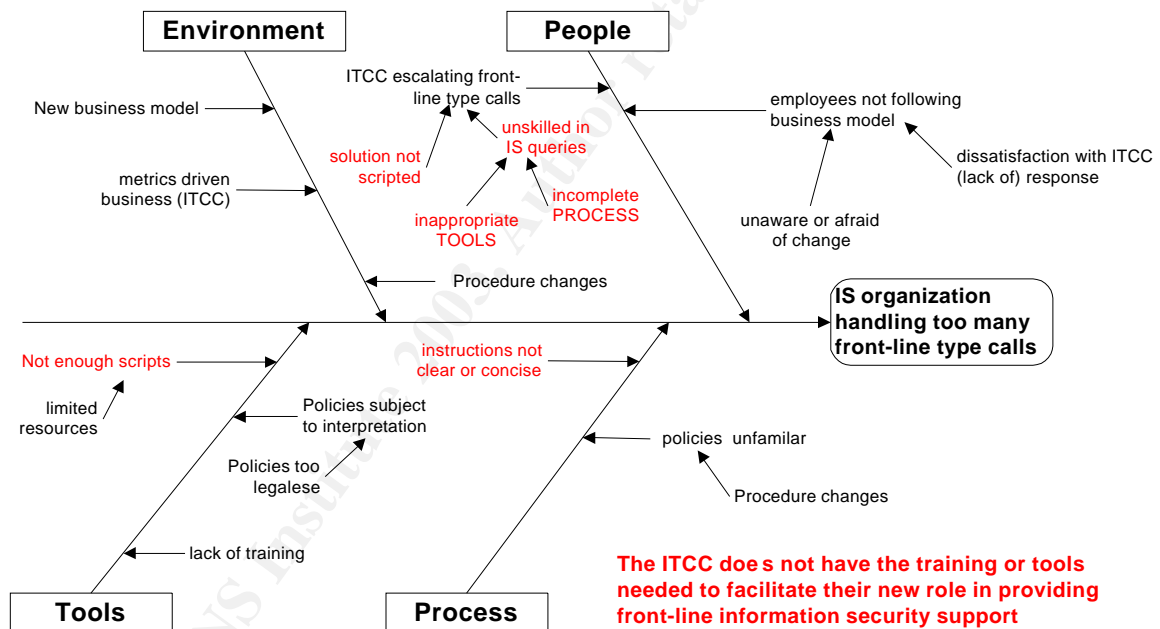 Environment
People
ITCC escalating front-
line type calls
New business model
employees not following
business model
unskilled in
IS queries
solution not
scripted
dissatisfaction with ITCC
(lack of) response
metrics driven
business (ITCC)
incomplete
PROCESS
inappropriate
TOOLS
unaware or afraid
of change
Procedure changes
IS organization
handling too many
front-line type calls
Not enough scripts
instructions not
clear or concise
limited
resources
Policies subject
to interpretation
policies unfamilar
Policies too
legalese
Procedure changes
lack of training
The ITCC does not have the training or tools
needed to facilitate their new role in providing
front-line information security support
Tools
Process
NS Institute 2003, Author reta